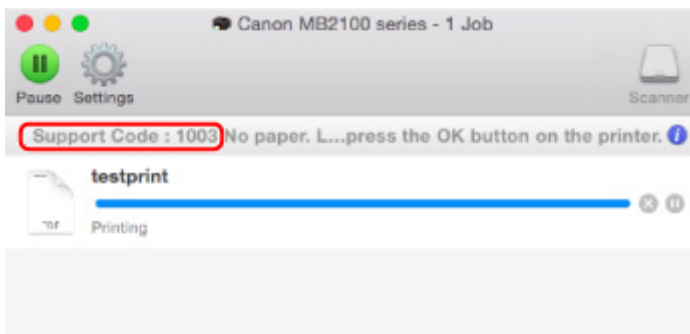 Canon MB2100 series - 1 Job
Pause Settings
Scanner
Support Code : 1003 No paper. L...press the OK button on the printer.
testprint
Printing